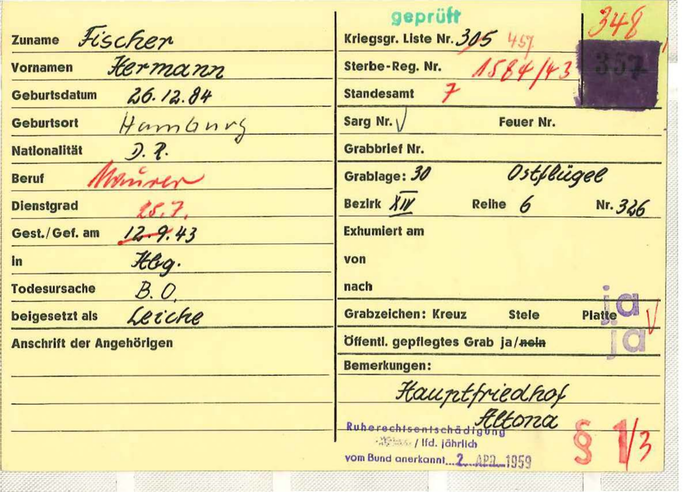 geprüft
348
357
Zuname Fischer
Vornamen Hermann
Geburtsdatum 26.12.84
Geburtsort Hamburg
Nationalität D.R.
Beruf Maurer
Dienstgrad 25.7.
Gest./Gef. am 12.9.43
in Hbg.
Todesursache B.O.
beigesetzt als Leiche
Anschrift der Angehörigen
Kriegsgr. Liste Nr. 305 457
Sterbe-Reg. Nr. 1584/43
Standesamt 7
Sarg Nr. Feuer Nr.
Grabbrief Nr.
Grablage: 30 Ostflügel
Bezirk XIV Reihe 6 Nr. 326
Exhumiert am
von
nach
ja
Grabzeichen: Kreuz Stele Platte
Öffentl. gepflegtes Grab ja/nein ja
Bemerkungen:
Hauptfriedhof
Altona
Ruherechtsentschädigung
/ lfd. jährlich
vom Bund anerkannt 2. APR. 1959
§ 1/3